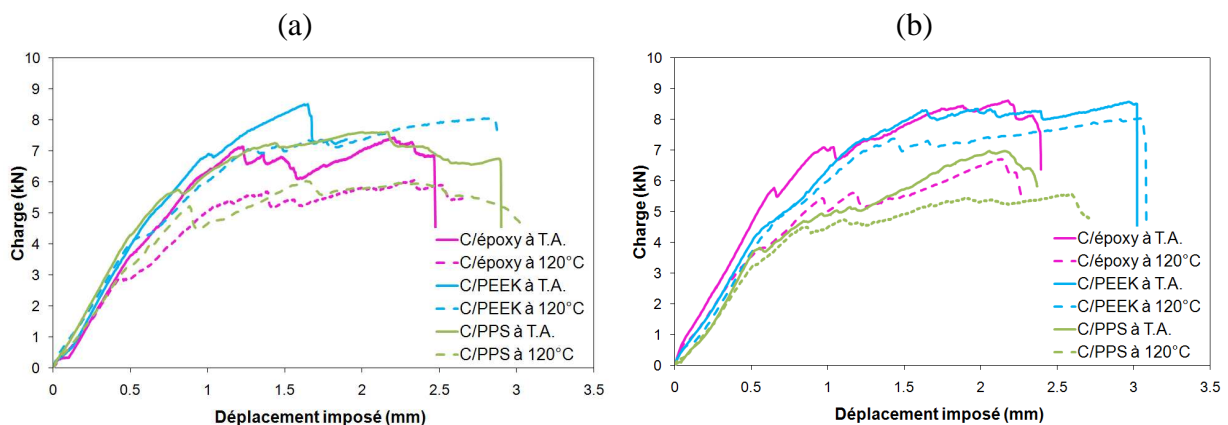 (a)
Charge (kN)
10
9
8
7
6
5
4
3
2
1
0
0
0.5
1
1.5
2
2.5
3
3.5
Déplacement imposé (mm)
C/époxy à T.A.
C/époxy à 120°C
C/PEEK à T.A.
C/PEEK à 120°C
C/PPS à T.A.
C/PPS à 120°C
(b)
Charge (kN)
10
9
8
7
6
5
4
3
2
1
0
0
0.5
1
1.5
2
2.5
3
3.5
Déplacement imposé (mm)
C/époxy à T.A.
C/époxy à 120°C
C/PEEK à T.A.
C/PEEK à 120°C
C/PPS à T.A.
C/PPS à 120°C